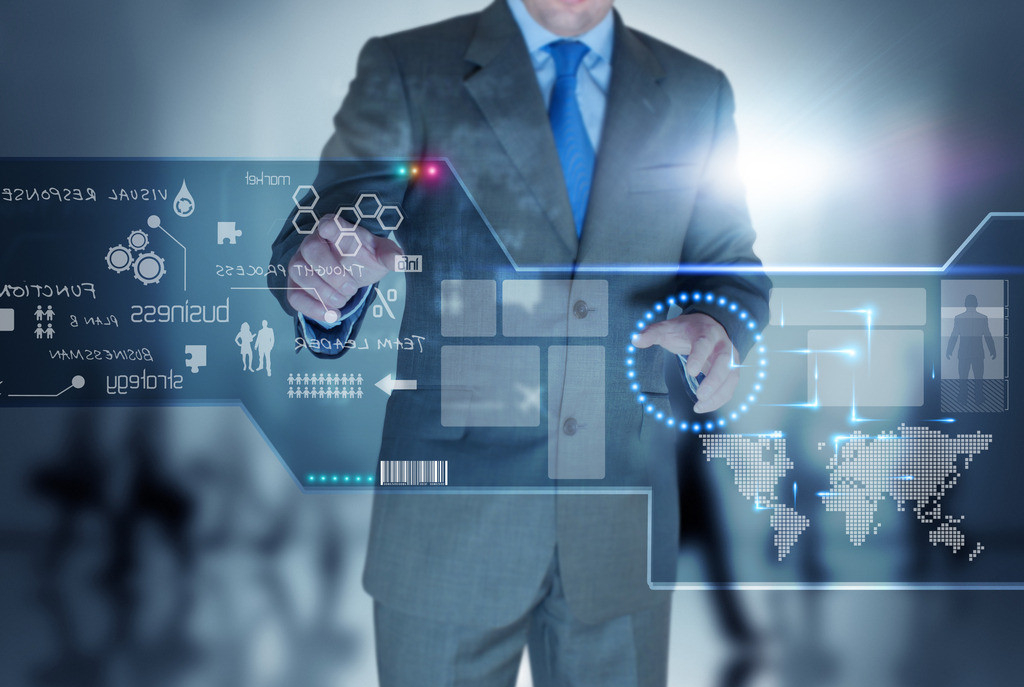 market
VISUAL RESPONSE
info
THOUGHT PROCESS
FUNCTION
%
business
PLAN B
TEAM LEADER
BUSINESSMAN
strategy